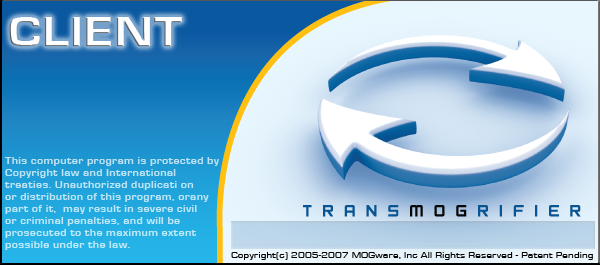 CLIENT
This computer program is protected by
Copyright law and International
treaties. Unauthorized duplicati on
or distribution of this program, orany
part of it, may result in severe civil
or criminal penalties, and will be
prosecuted to the maximum extent
possible under the law.
TRANSMOGRIFIER
Copyright(c) 2005-2007 MOGware, Inc All Rights Reserved - Patent Pending